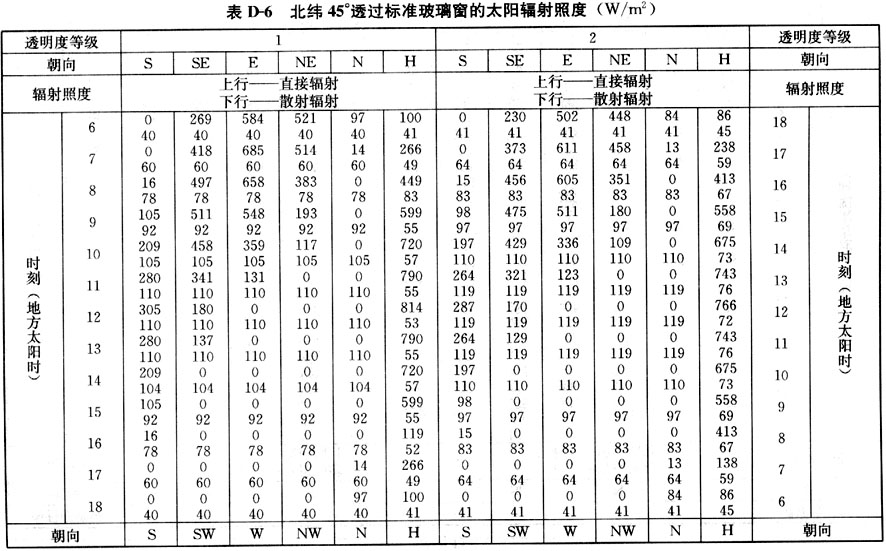 表 D-6 北纬 45°透过标准玻璃窗的太阳辐射照度（W/m²）
透明度等级 1 2 透明度等级
朝向 S SE E NE N H S SE E NE N H 朝向
辐射照度 上行——直接辐射 上行——直接辐射 辐射照度
下行——散射辐射 下行——散射辐射
时刻（地方太阳时） 时刻（地方太阳时）
6 0 269 584 521 97 100 0 230 502 448 84 86 18
40 40 40 40 40 41 41 41 41 41 41 45
7 0 418 685 514 14 266 0 373 611 458 13 238 17
60 60 60 60 60 49 64 64 64 64 64 59
8 16 497 658 383 0 449 15 456 605 351 0 413 16
78 78 78 78 78 83 83 83 83 83 83 67
9 105 511 548 193 0 599 98 475 511 180 0 558 15
92 92 92 92 92 55 97 97 97 97 97 69
10 209 458 359 117 0 720 197 429 336 109 0 675 14
105 105 105 105 105 57 110 110 110 110 110 73
11 280 341 131 0 0 790 264 321 123 0 0 743 13
110 110 110 110 110 55 119 119 119 119 119 76
12 305 180 0 0 0 814 287 170 0 0 0 766 12
110 110 110 110 110 53 119 119 119 119 119 72
13 280 137 0 0 0 790 264 129 0 0 0 743 11
110 110 110 110 110 55 119 119 119 119 119 76
14 209 0 0 0 0 720 197 0 0 0 0 675 10
104 104 104 104 104 57 110 110 110 110 110 73
15 105 0 0 0 0 599 98 0 0 0 0 558 9
92 92 92 92 92 55 97 97 97 97 97 69
16 16 0 0 0 0 119 15 0 0 0 0 413 8
78 78 78 78 78 52 83 83 83 83 83 67
17 0 0 0 0 14 266 0 0 0 0 13 138 7
60 60 60 60 60 49 64 64 64 64 64 59
18 0 0 0 0 97 100 0 0 0 0 84 86 6
40 40 40 40 40 41 41 41 41 41 41 45
朝向 S SW W NW N H S SW W NW N H 朝向